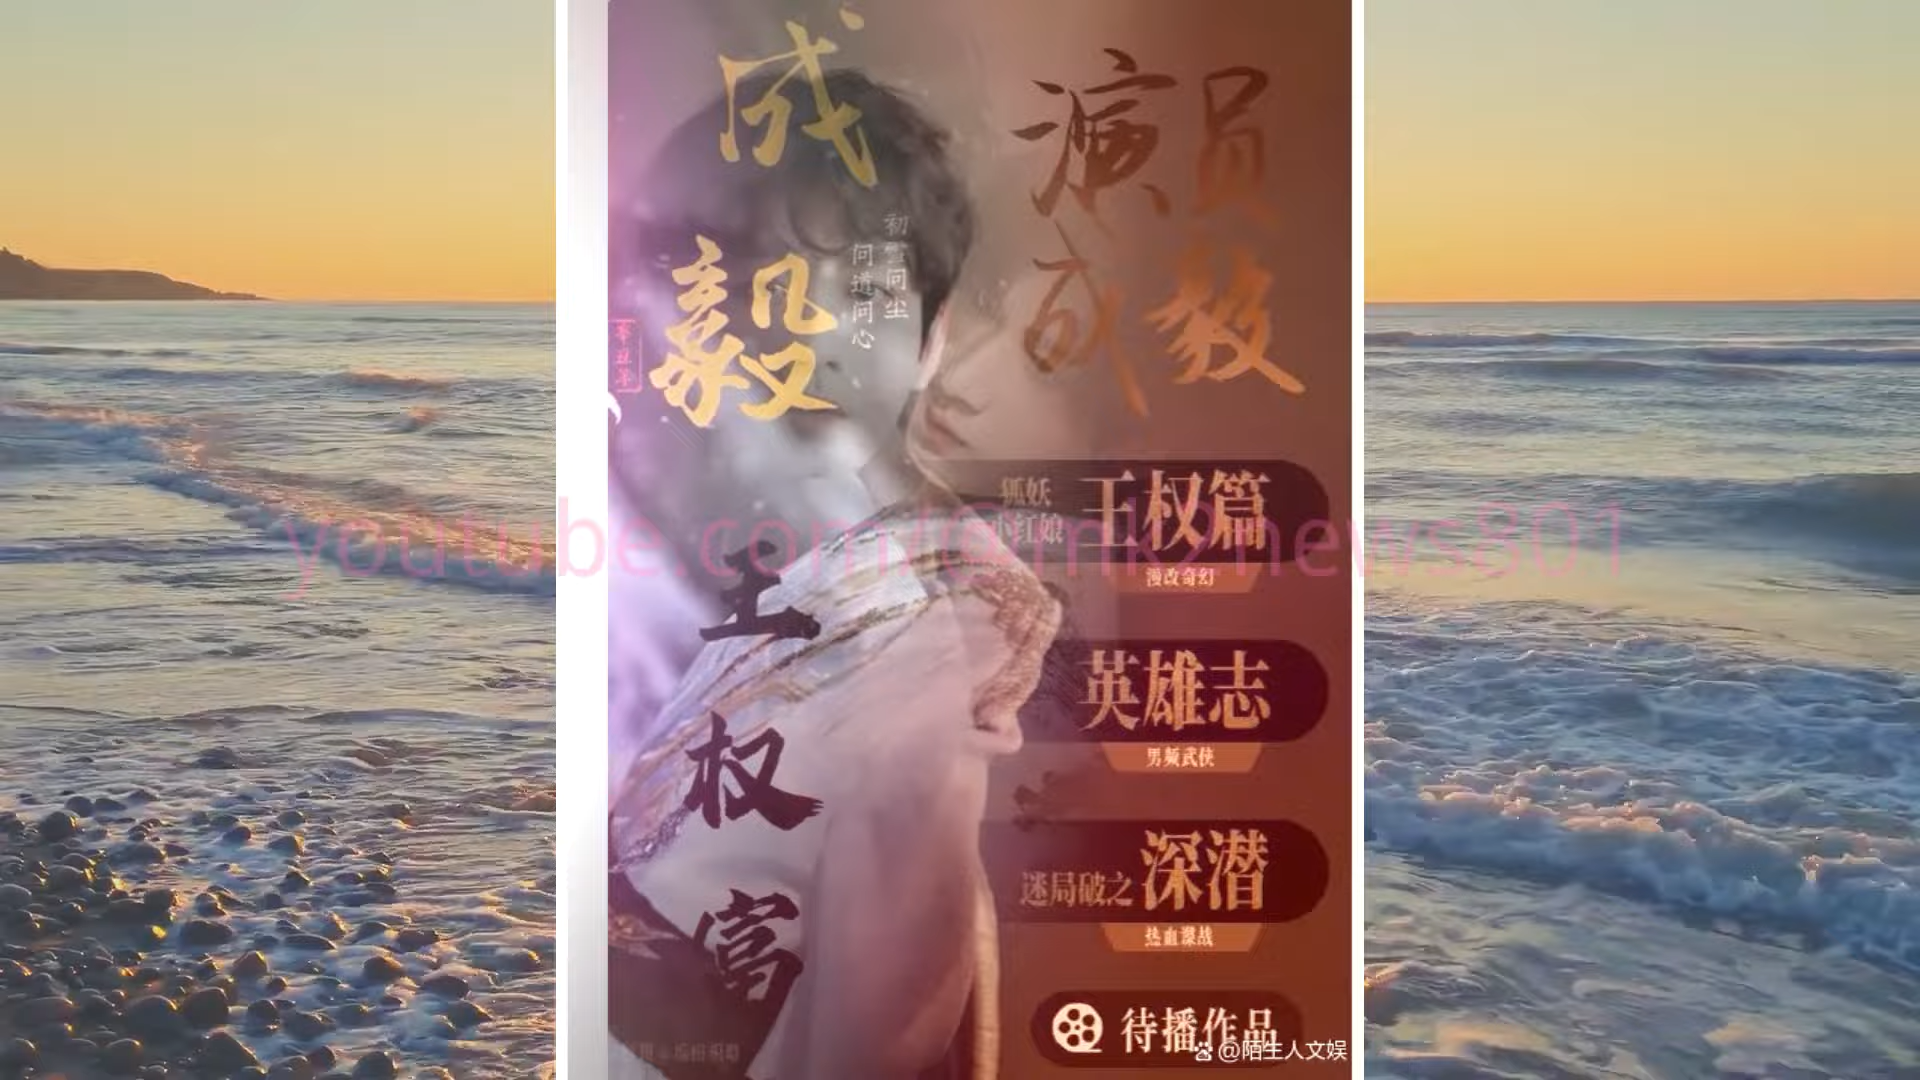 成毅
演员
成毅
初雪问尘
问道问心
狐妖
小红娘
王权篇
漫改奇幻
youtube.com/@mk2news801
王权富
英雄志
男频武侠
迷局破之深潜
热血谍战
待播作品
@陌生人文娱